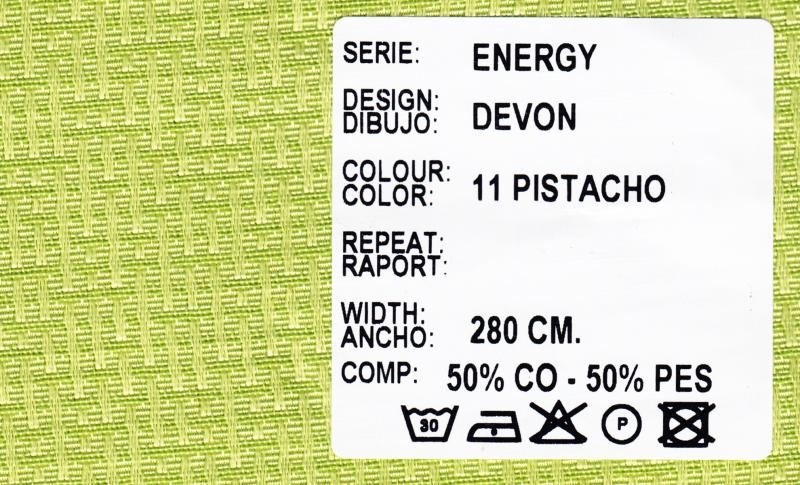 SERIE: ENERGY
DESIGN:
DIBUJO: DEVON
COLOUR:
COLOR: 11 PISTACHO
REPEAT:
RAPORT:
WIDTH:
ANCHO: 280 CM.
COMP: 50% CO - 50% PES
30 P